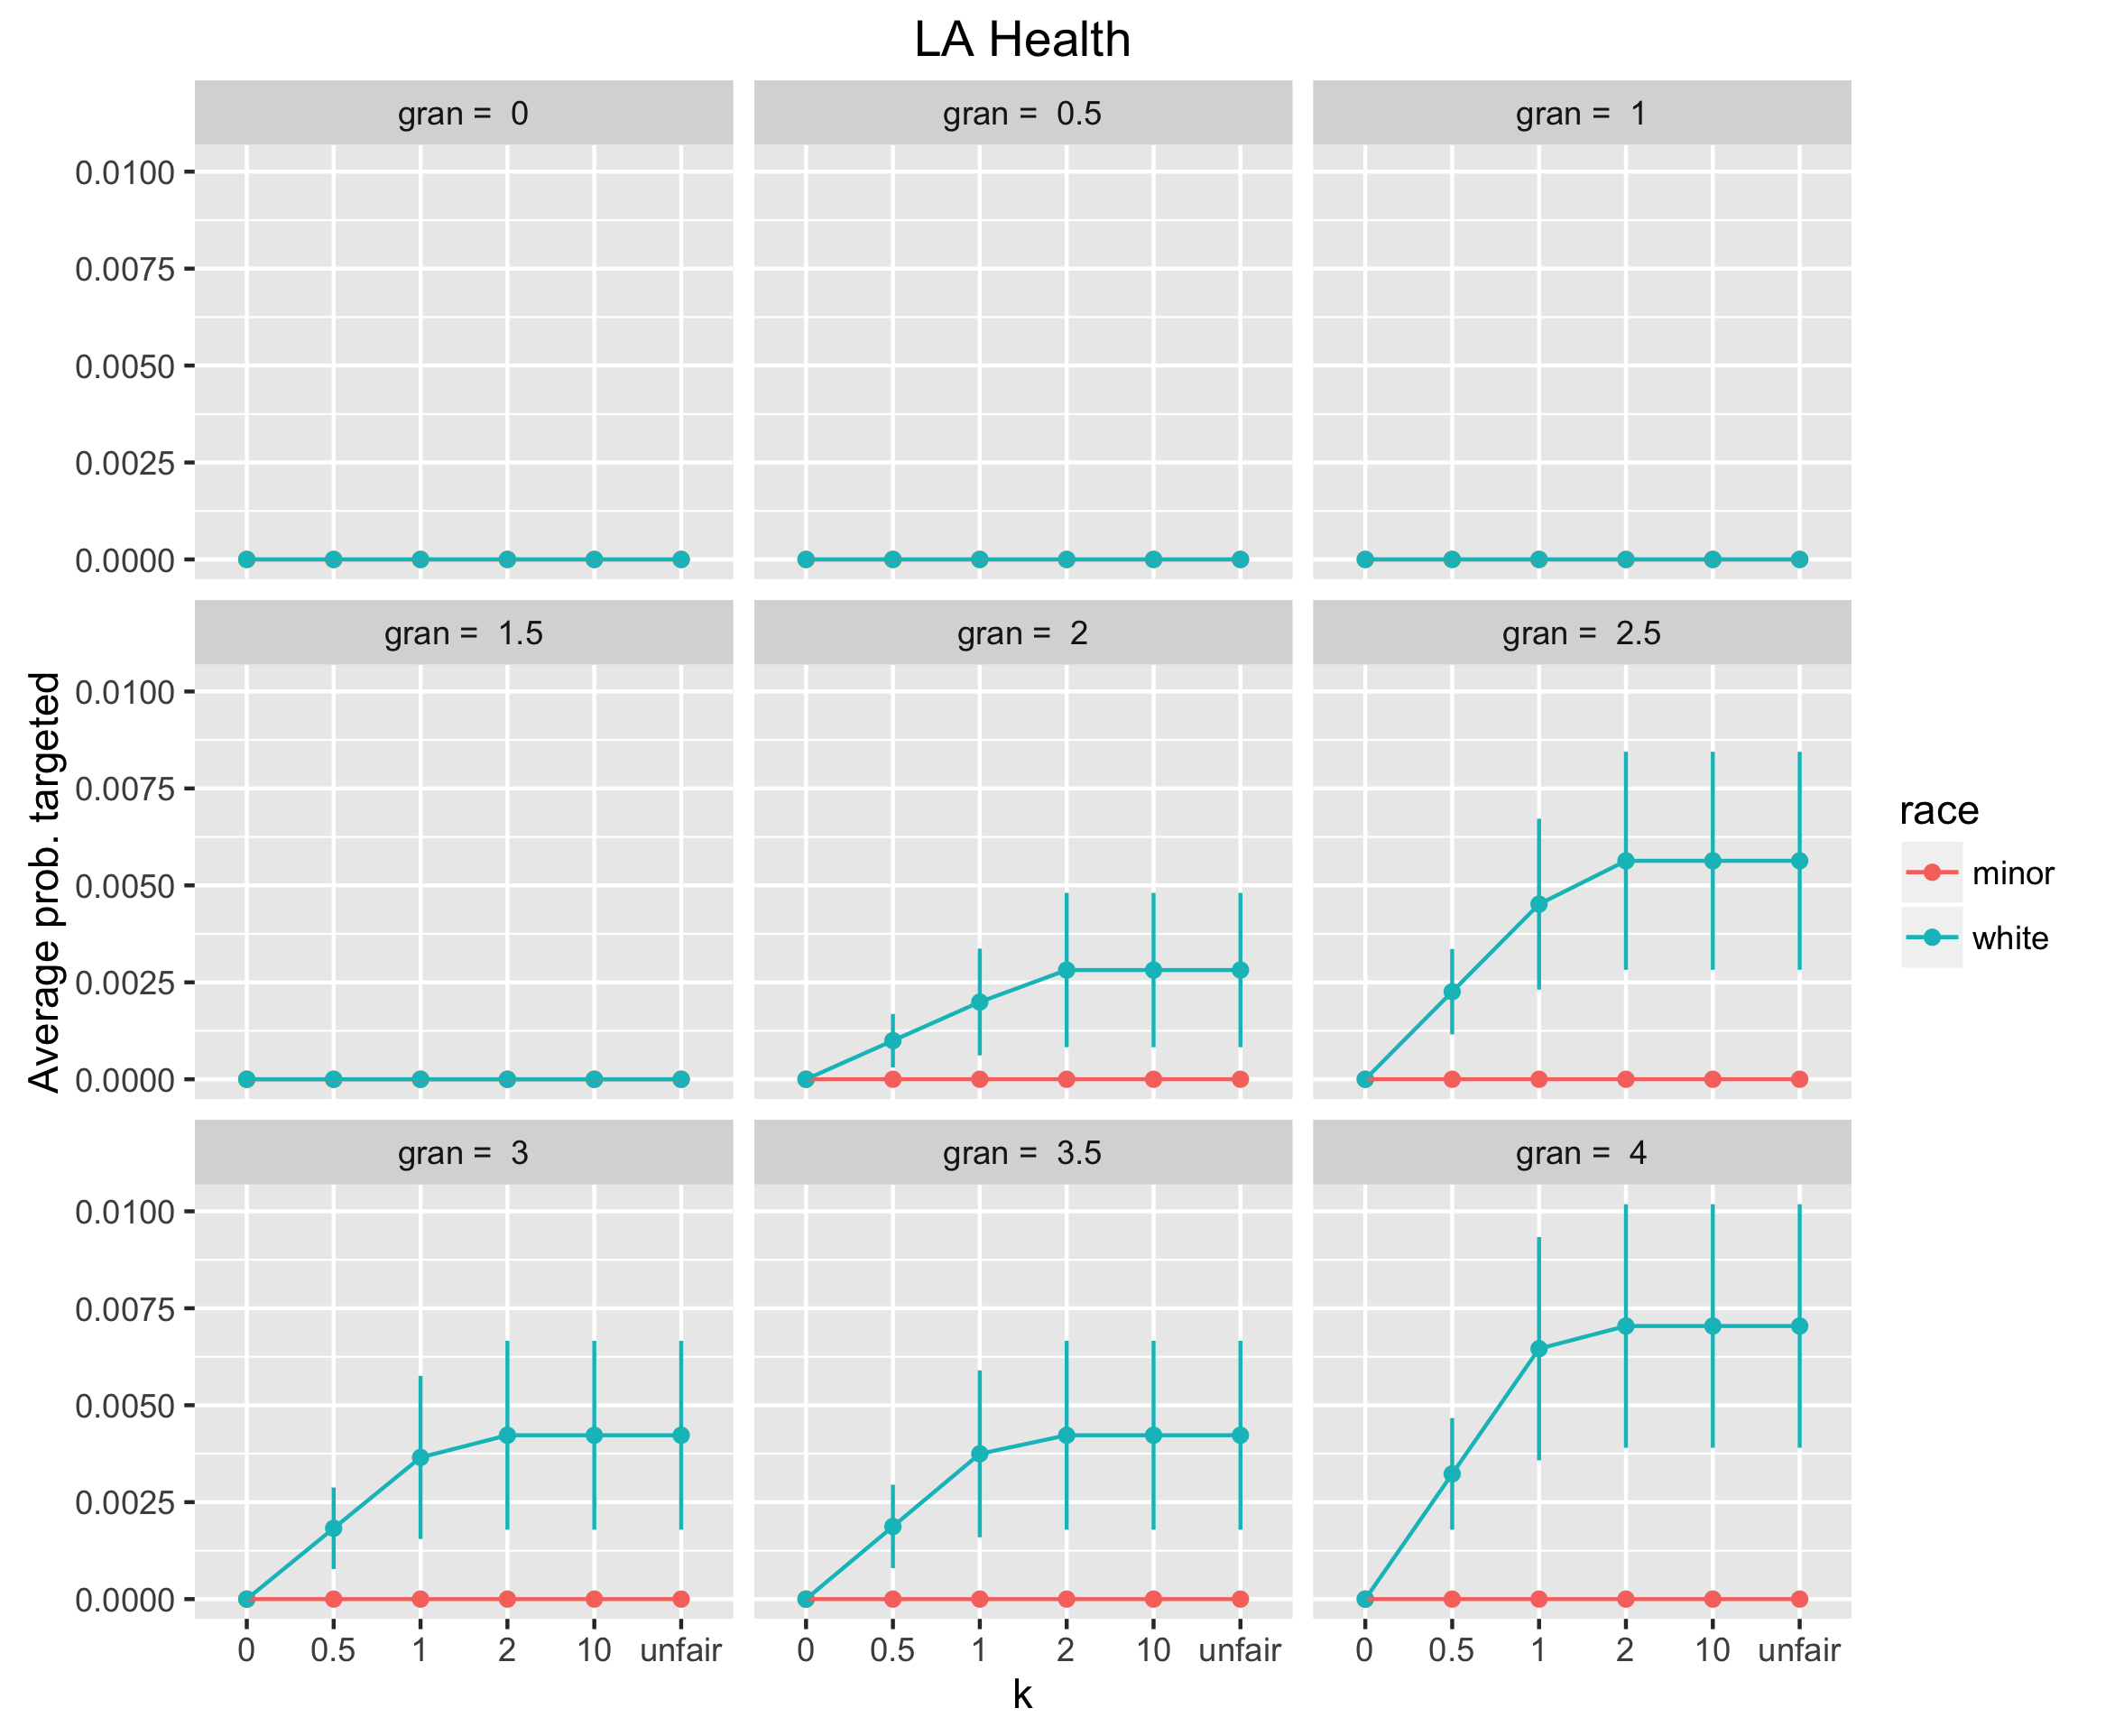 LA Health
gran = 0
gran = 0.5
gran = 1
0.0100
0.0075
0.0050
0.0025
0.0000
gran = 1.5
gran = 2
gran = 2.5
0.0100
0.0075
0.0050
0.0025
0.0000
Average prob. targeted
race
minor
white
gran = 3
gran = 3.5
gran = 4
0.0100
0.0075
0.0050
0.0025
0.0000
0 0.5 1 2 10 unfair
0 0.5 1 2 10 unfair
0 0.5 1 2 10 unfair
k